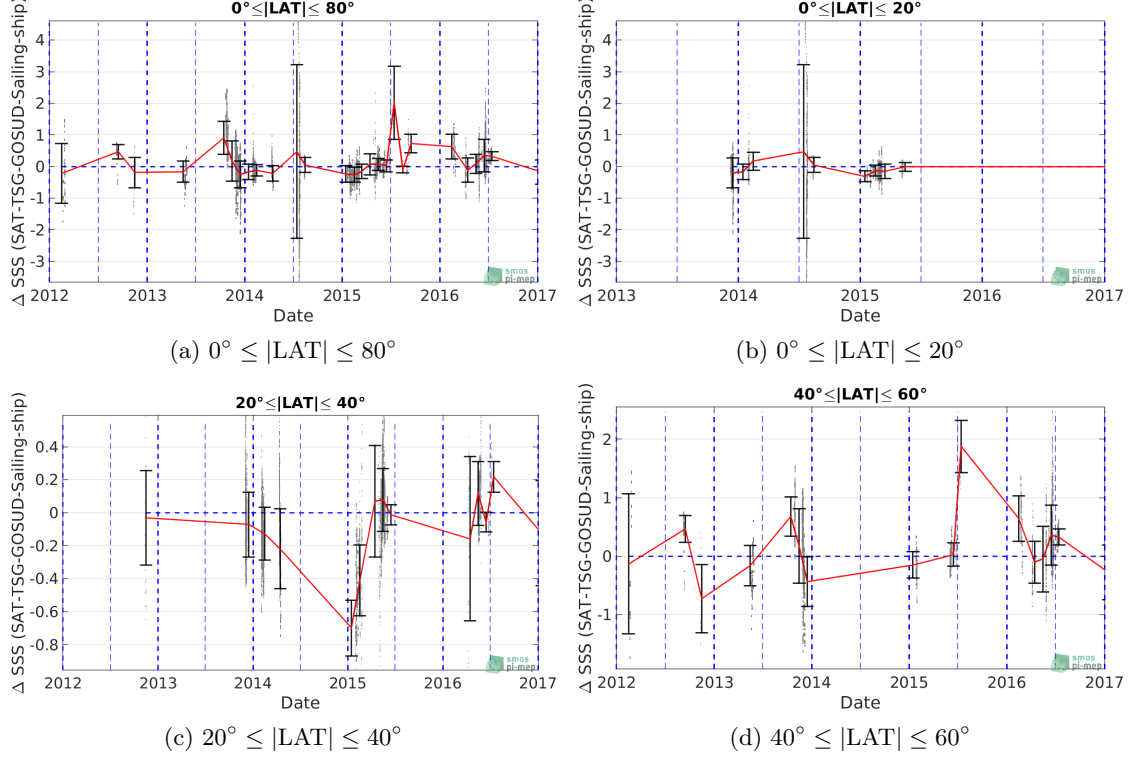 0°≤|LAT|≤ 80°
Δ SSS (SAT-TSG-GOSUD-Sailing-ship)
4
3
2
1
0
-1
-2
-3
2012 2013 2014 2015 2016 2017
Date
smos
pi-mep
(a) 0° ≤ |LAT| ≤ 80°
0°≤|LAT|≤ 20°
Δ SSS (SAT-TSG-GOSUD-Sailing-ship)
4
3
2
1
0
-1
-2
-3
2013 2014 2015 2016 2017
Date
smos
pi-mep
(b) 0° ≤ |LAT| ≤ 20°
20°≤|LAT|≤ 40°
Δ SSS (SAT-TSG-GOSUD-Sailing-ship)
0.4
0.2
0
-0.2
-0.4
-0.6
-0.8
2012 2013 2014 2015 2016 2017
Date
smos
pi-mep
(c) 20° ≤ |LAT| ≤ 40°
40°≤|LAT|≤ 60°
Δ SSS (SAT-TSG-GOSUD-Sailing-ship)
2
1
0
-1
2012 2013 2014 2015 2016 2017
Date
smos
pi-mep
(d) 40° ≤ |LAT| ≤ 60°